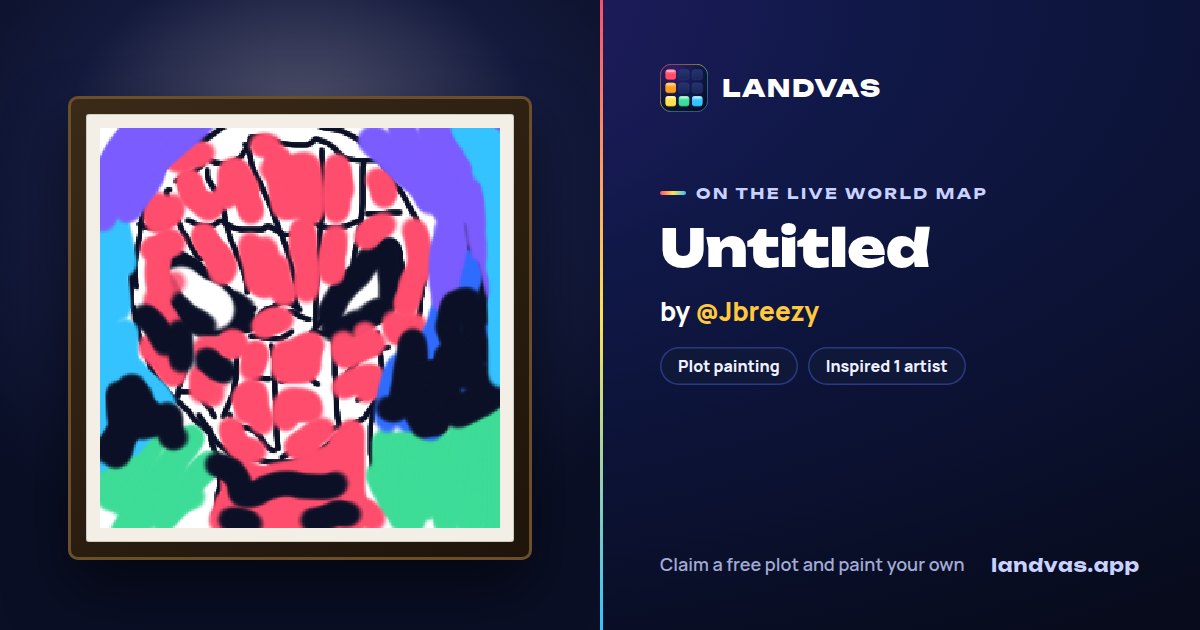 LANDVAS
ON THE LIVE WORLD MAP
Untitled
by @Jbreezy
Plot painting
Inspired 1 artist
Claim a free plot and paint your own
landvas.app